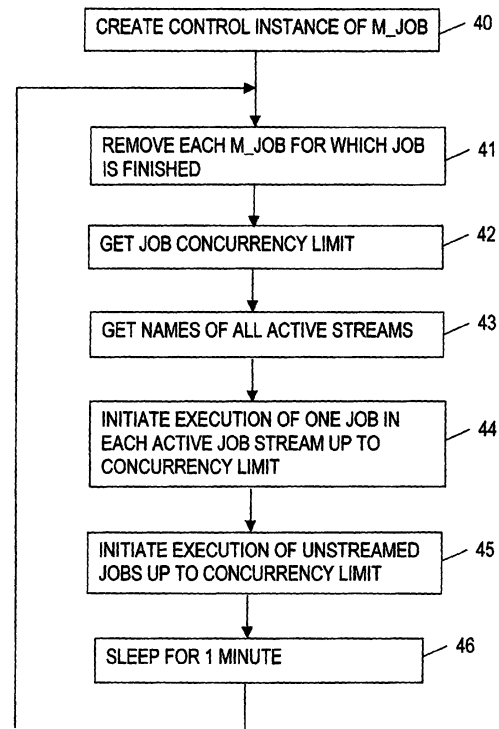 CREATE CONTROL INSTANCE OF M_JOB
40
REMOVE EACH M_JOB FOR WHICH JOB
IS FINISHED
41
GET JOB CONCURRENCY LIMIT
42
GET NAMES OF ALL ACTIVE STREAMS
43
INITIATE EXECUTION OF ONE JOB IN
EACH ACTIVE JOB STREAM UP TO
CONCURRENCY LIMIT
44
INITIATE EXECUTION OF UNSTREAMED
JOBS UP TO CONCURRENCY LIMIT
45
SLEEP FOR 1 MINUTE
46